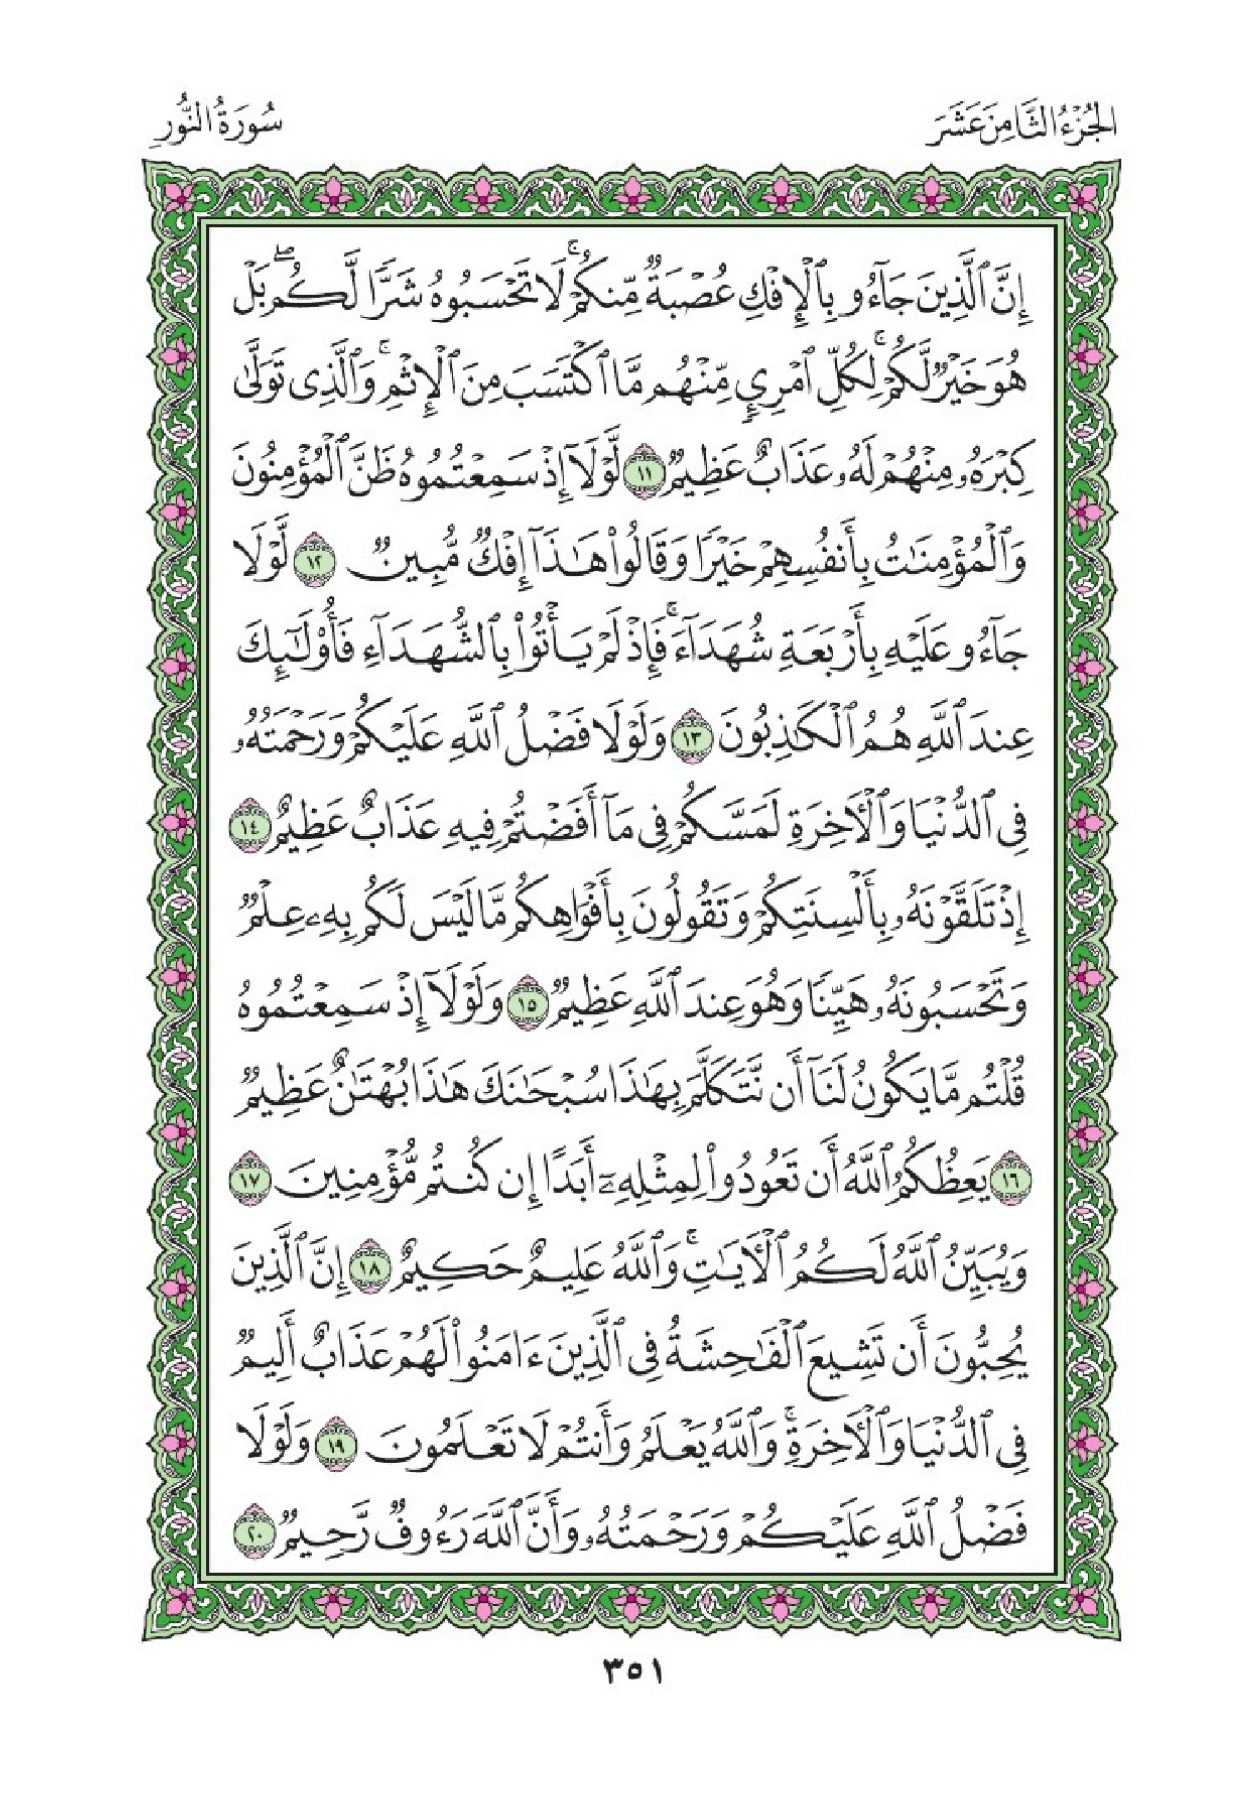 الجُزْءُ الثَّامِنَ عَشَرَ
سُورَةُ النُّورِ
إِنَّ ٱلَّذِينَ جَآءُو بِٱلْإِفْكِ عُصْبَةٌ مِّنكُمْ ۚ لَا تَحْسَبُوهُ شَرًّا لَّكُم ۖ بَلْ
هُوَ خَيْرٌ لَّكُمْ ۚ لِكُلِّ ٱمْرِئٍ مِّنْهُم مَّا ٱكْتَسَبَ مِنَ ٱلْإِثْمِ ۚ وَٱلَّذِى تَوَلَّىٰ
كِبْرَهُۥ مِنْهُمْ لَهُۥ عَذَابٌ عَظِيمٌ ١١ لَّوْلَآ إِذْ سَمِعْتُمُوهُ ظَنَّ ٱلْمُؤْمِنُونَ
وَٱلْمُؤْمِنَٰتُ بِأَنفُسِهِمْ خَيْرًا وَقَالُوا۟ هَٰذَآ إِفْكٌ مُّبِينٌ ١٢ لَّوْلَا
جَآءُو عَلَيْهِ بِأَرْبَعَةِ شُهَدَآءَ ۚ فَإِذْ لَمْ يَأْتُوا۟ بِٱلشُّهَدَآءِ فَأُو۟لَٰٓئِكَ
عِندَ ٱللَّهِ هُمُ ٱلْكَٰذِبُونَ ١٣ وَلَوْلَا فَضْلُ ٱللَّهِ عَلَيْكُمْ وَرَحْمَتُهُۥ
فِى ٱلدُّنْيَا وَٱلْءَاخِرَةِ لَمَسَّكُمْ فِى مَآ أَفَضْتُمْ فِيهِ عَذَابٌ عَظِيمٌ ١٤
إِذْ تَلَقَّوْنَهُۥ بِأَلْسِنَتِكُمْ وَتَقُولُونَ بِأَفْوَاهِكُم مَّا لَيْسَ لَكُم بِهِۦ عِلْمٌ
وَتَحْسَبُونَهُۥ هَيِّنًا وَهُوَ عِندَ ٱللَّهِ عَظِيمٌ ١٥ وَلَوْلَآ إِذْ سَمِعْتُمُوهُ
قُلْتُم مَّا يَكُونُ لَنَآ أَن نَّتَكَلَّمَ بِهَٰذَا سُبْحَٰنَكَ هَٰذَا بُهْتَٰنٌ عَظِيمٌ
١٦ يَعِظُكُمُ ٱللَّهُ أَن تَعُودُوا۟ لِمِثْلِهِۦٓ أَبَدًا إِن كُنتُم مُّؤْمِنِينَ ١٧
وَيُبَيِّنُ ٱللَّهُ لَكُمُ ٱلْءَايَٰتِ ۚ وَٱللَّهُ عَلِيمٌ حَكِيمٌ ١٨ إِنَّ ٱلَّذِينَ
يُحِبُّونَ أَن تَشِيعَ ٱلْفَٰحِشَةُ فِى ٱلَّذِينَ ءَامَنُوا۟ لَهُمْ عَذَابٌ أَلِيمٌ
فِى ٱلدُّنْيَا وَٱلْءَاخِرَةِ ۚ وَٱللَّهُ يَعْلَمُ وَأَنتُمْ لَا تَعْلَمُونَ ١٩ وَلَوْلَا
فَضْلُ ٱللَّهِ عَلَيْكُمْ وَرَحْمَتُهُۥ وَأَنَّ ٱللَّهَ رَءُوفٌ رَّحِيمٌ ٢٠
٣٥١